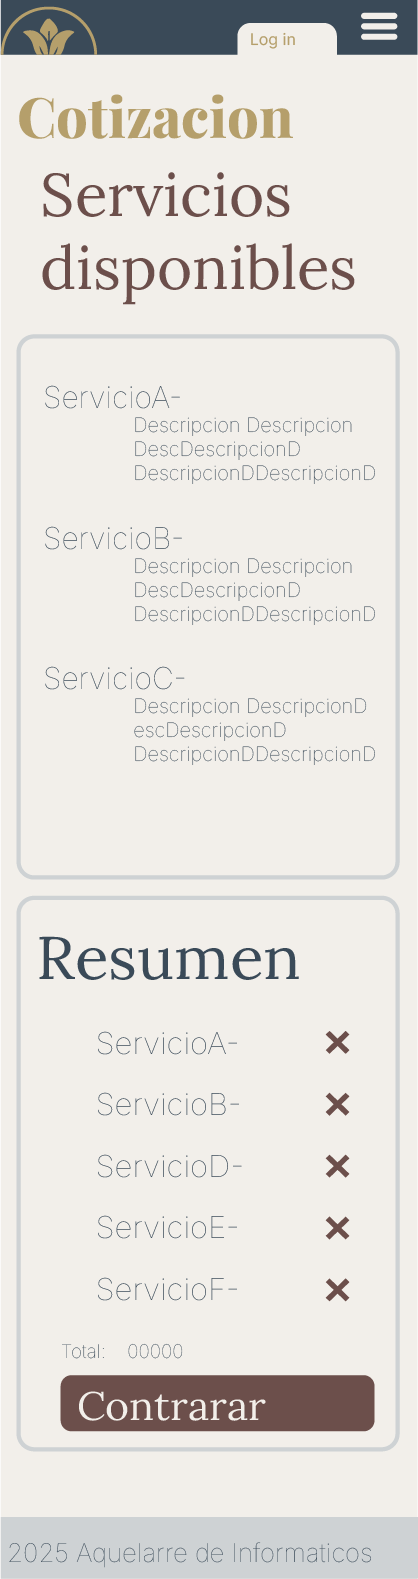 Log in
Cotizacion
Servicios
disponibles
ServicioA-
Descripcion Descripcion
DescDescripcionD
DescripcionDDescripcionD
ServicioB-
Descripcion Descripcion
DescDescripcionD
DescripcionDDescripcionD
ServicioC-
Descripcion DescripcionD
escDescripcionD
DescripcionDDescripcionD
Resumen
ServicioA-
ServicioB-
ServicioD-
ServicioE-
ServicioF-
Total: 00000
Contrarar
2025 Aquelarre de Informaticos